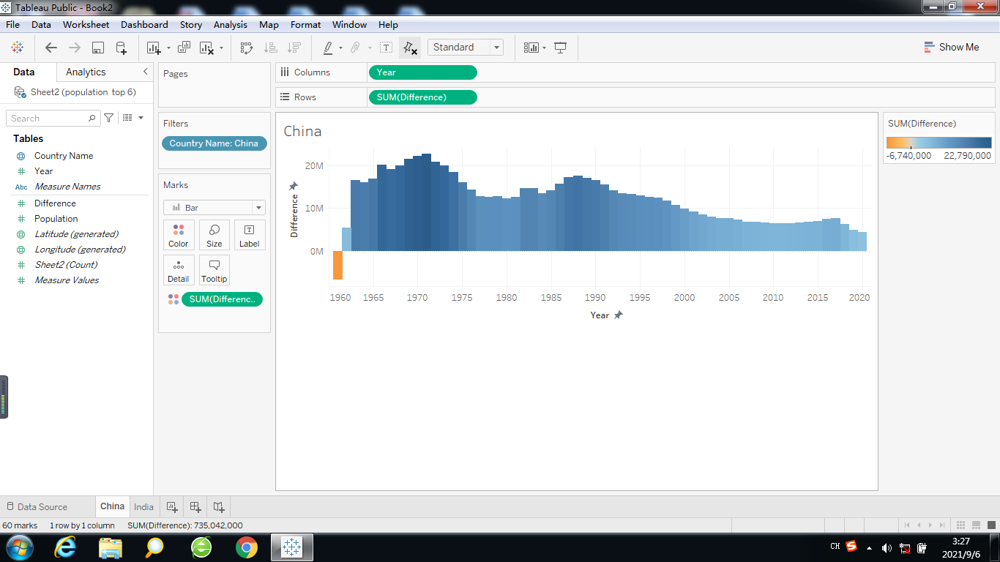 Tableau Public - Book2
File Data Worksheet Dashboard Story Analysis Map Format Window Help
Standard
Show Me
Data Analytics
Sheet2 (population top 6)
Search
Tables
Country Name
Year
Abc Measure Names
Difference
Population
Latitude (generated)
Longitude (generated)
Sheet2 (Count)
Measure Values
Pages
Filters
Country Name: China
Marks
Bar
Color Size Label
Detail Tooltip
SUM(Differenc..
Columns Year
Rows SUM(Difference)
China
20M
10M
0M
Difference
1960 1965 1970 1975 1980 1985 1990 1995 2000 2005 2010 2015 2020
Year
SUM(Difference)
-6,740,000 22,790,000
Data Source China India
60 marks 1 row by 1 column SUM(Difference): 735,042,000
CH
3:27
2021/9/6